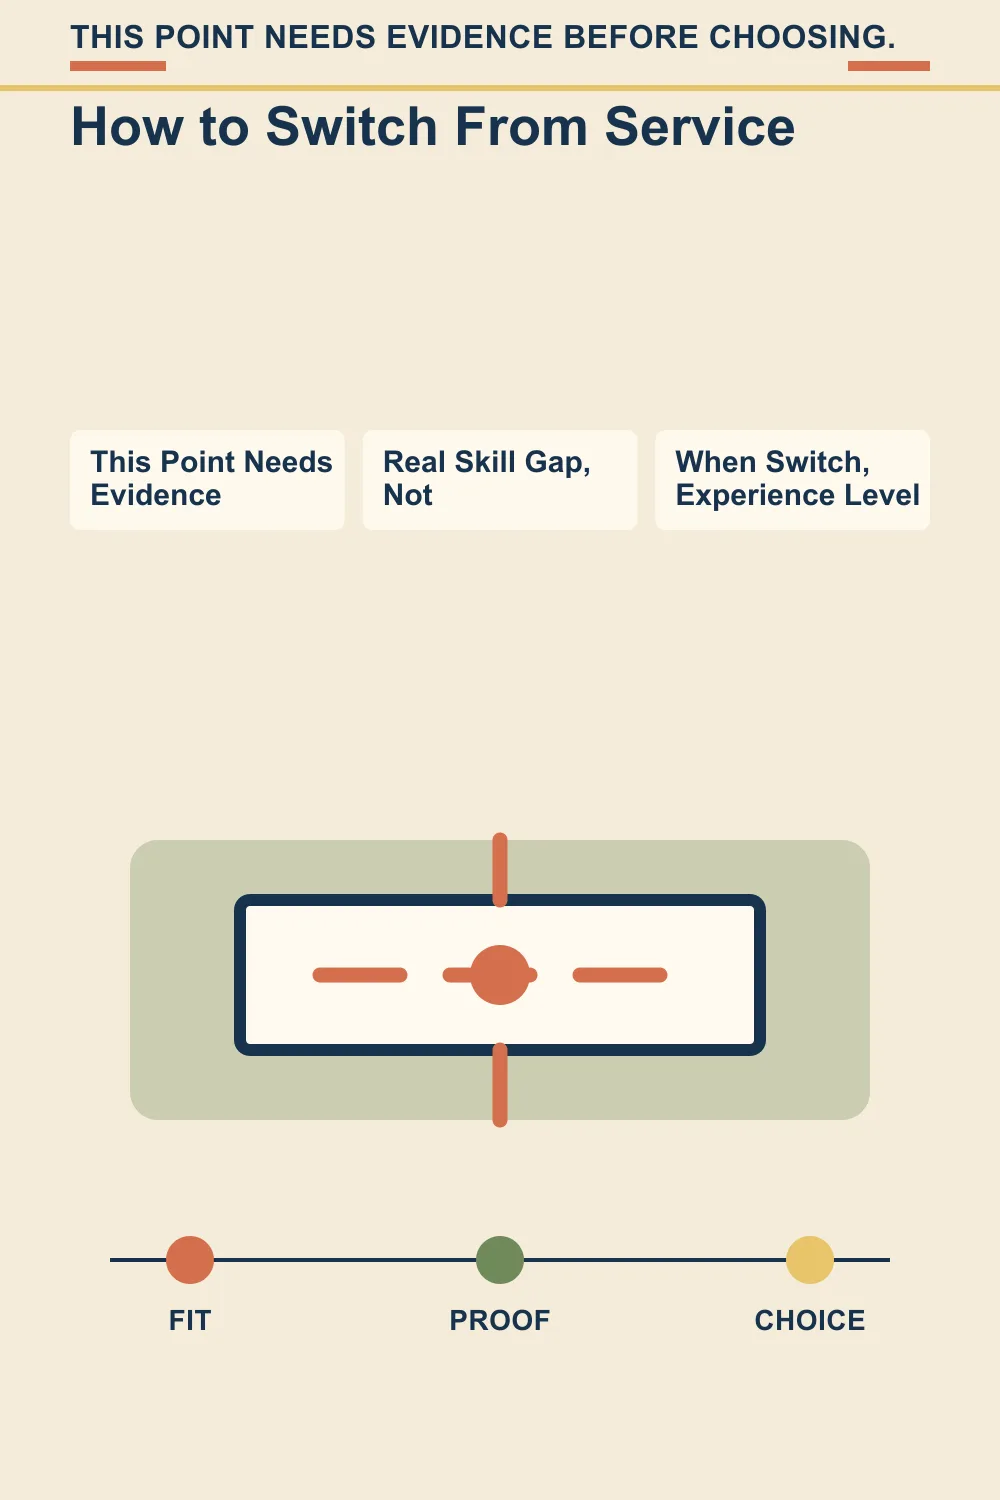 THIS POINT NEEDS EVIDENCE BEFORE CHOOSING.
How to Switch From Service
This Point Needs
Evidence
Real Skill Gap,
Not
When Switch,
Experience Level
FIT
PROOF
CHOICE